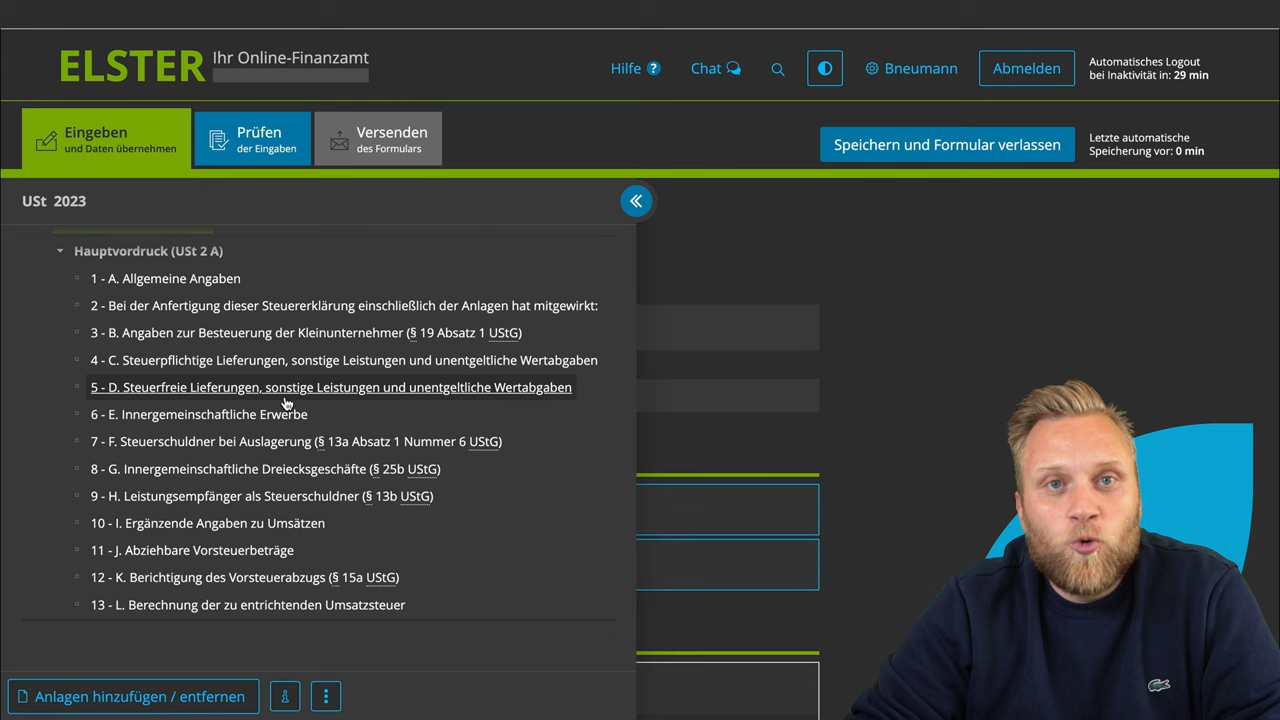 ELSTER
Ihr Online-Finanzamt
Hilfe ?
Chat
Bneumann
Abmelden
Automatisches Logout
bei Inaktivität in: 29 min
Eingeben
und Daten übernehmen
Prüfen
der Eingaben
Versenden
des Formulars
Speichern und Formular verlassen
Letzte automatische
Speicherung vor: 0 min
USt 2023
Hauptvordruck (USt 2 A)
1 - A. Allgemeine Angaben
2 - Bei der Anfertigung dieser Steuererklärung einschließlich der Anlagen hat mitgewirkt:
3 - B. Angaben zur Besteuerung der Kleinunternehmer (§ 19 Absatz 1 UStG)
4 - C. Steuerpflichtige Lieferungen, sonstige Leistungen und unentgeltliche Wertabgaben
5 - D. Steuerfreie Lieferungen, sonstige Leistungen und unentgeltliche Wertabgaben
6 - E. Innergemeinschaftliche Erwerbe
7 - F. Steuerschuldner bei Auslagerung (§ 13a Absatz 1 Nummer 6 UStG)
8 - G. Innergemeinschaftliche Dreiecksgeschäfte (§ 25b UStG)
9 - H. Leistungsempfänger als Steuerschuldner (§ 13b UStG)
10 - I. Ergänzende Angaben zu Umsätzen
11 - J. Abziehbare Vorsteuerbeträge
12 - K. Berichtigung des Vorsteuerabzugs (§ 15a UStG)
13 - L. Berechnung der zu entrichtenden Umsatzsteuer
Anlagen hinzufügen / entfernen